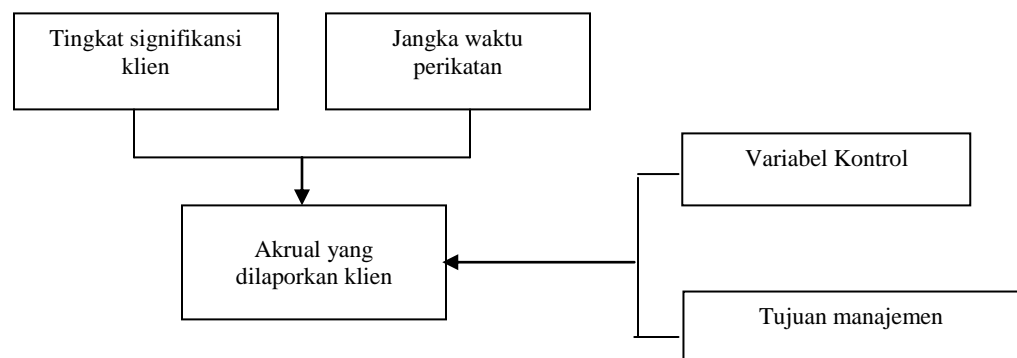 Tingkat signifikansi
klien
Jangka waktu
perikatan
Variabel Kontrol
Akrual yang
dilaporkan klien
Tujuan manajemen